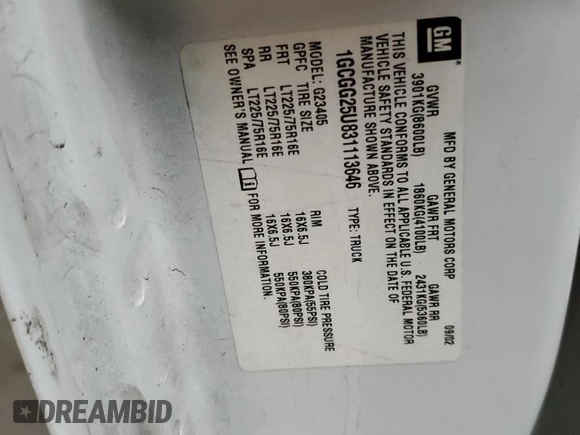 GM
MFD BY GENERAL MOTORS CORP 09/02
GVWR GAWR FRT GAWR RR
3901KG(8600LB) 1860KG(4100LB) 2431KG(5360LB)
THIS VEHICLE CONFORMS TO ALL APPLICABLE U.S. FEDERAL MOTOR
VEHICLE SAFETY STANDARDS IN EFFECT ON THE DATE OF
MANUFACTURE SHOWN ABOVE.
1GCGG25U831113646 TYPE: TRUCK
MODEL: G23405
GPFC TIRE SIZE RIM COLD TIRE PRESSURE
FRT LT225/75R16E 16X6.5J 380KPA(55PSI)
RR LT225/75R16E 16X6.5J 550KPA(80PSI)
SPA LT225/75R16E 16X6.5J 550KPA(80PSI)
SEE OWNER'S MANUAL FOR MORE INFORMATION.
DREAMBID